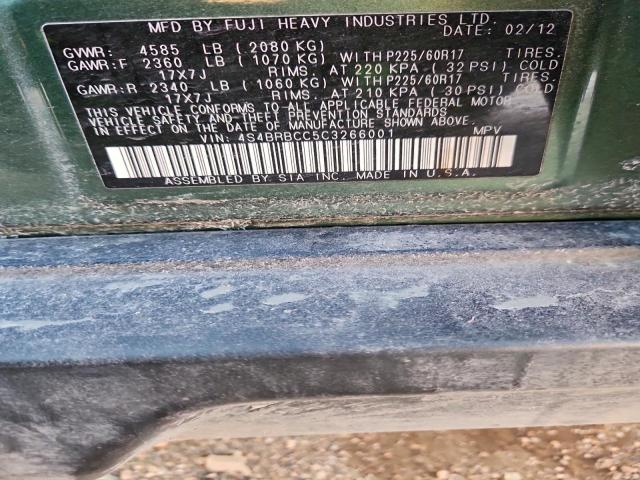 MFD BY FUJI HEAVY INDUSTRIES LTD.
DATE: 02/12
GVWR: 4585 LB ( 2080 KG)
GAWR:F 2360 LB ( 1070 KG) WITH P225/60R17 TIRES.
17X7J RIMS. AT 220 KPA ( 32 PSI) COLD
GAWR:R 2340 LB ( 1060 KG) WITH P225/60R17 TIRES.
17X7J RIMS. AT 210 KPA ( 30 PSI) COLD
THIS VEHICLE CONFORMS TO ALL APPLICABLE FEDERAL MOTOR
VEHICLE SAFETY AND THEFT PREVENTION STANDARDS
IN EFFECT ON THE DATE OF MANUFACTURE SHOWN ABOVE.
VIN: 4S4BRBCC5C3266001 MPV
ASSEMBLED BY SIA INC. MADE IN U.S.A.